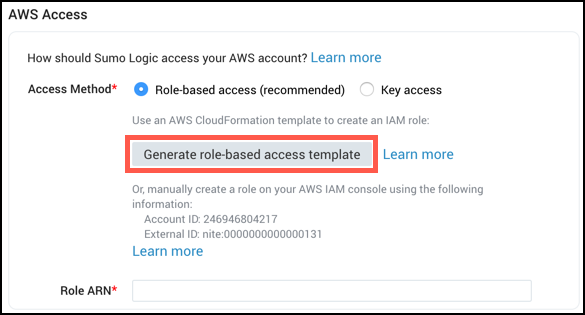 AWS Access
How should Sumo Logic access your AWS account? Learn more
Access Method* Role-based access (recommended) Key access
Use an AWS CloudFormation template to create an IAM role:
Generate role-based access template Learn more
Or, manually create a role on your AWS IAM console using the following
information:
Account ID: 246946804217
External ID: nite:0000000000000131
Learn more
Role ARN*